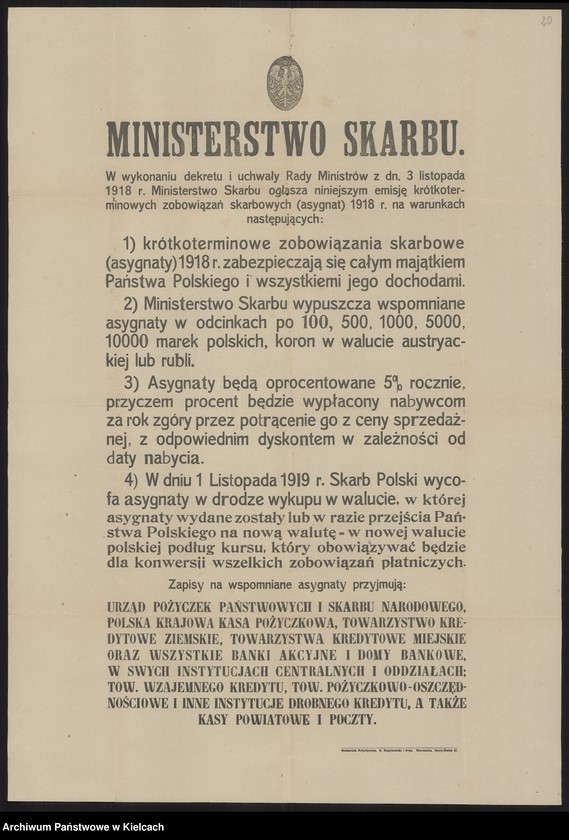 20
MINISTERSTWO SKARBU.
W wykonaniu dekretu i uchwały Rady Ministrów z dn. 3 listopada
1918 r. Ministerstwo Skarbu ogłasza niniejszym emisję krótkoter-
minowych zobowiązań skarbowych (asygnat) 1918 r. na warunkach
następujących:
1) krótkoterminowe zobowiązania skarbowe
(asygnaty) 1918 r. zabezpieczają się całym majątkiem
Państwa Polskiego i wszystkiemi jego dochodami.
2) Ministerstwo Skarbu wypuszcza wspomniane
asygnaty w odcinkach po 100, 500, 1000, 5000,
10000 marek polskich, koron w walucie austryac-
kiej lub rubli.
3) Asygnaty będą oprocentowane 5% rocznie,
przyczem procent będzie wypłacony nabywcom
za rok zgóry przez potrącenie go z ceny sprzedaż-
nej, z odpowiednim dyskontem w zależności od
daty nabycia.
4) W dniu 1 Listopada 1919 r. Skarb Polski wyco-
fa asygnaty w drodze wykupu w walucie, w której
asygnaty wydane zostały lub w razie przejścia Pań-
stwa Polskiego na nową walutę - w nowej walucie
polskiej podług kursu, który obowiązywać będzie
dla konwersji wszelkich zobowiązań płatniczych.
Zapisy na wspomniane asygnaty przyjmują:
URZĄD POŻYCZEK PAŃSTWOWYCH I SKARBU NARODOWEGO,
POLSKA KRAJOWA KASA POŻYCZKOWA, TOWARZYSTWO KRE-
DYTOWE ZIEMSKIE, TOWARZYSTWA KREDYTOWE MIEJSKIE
ORAZ WSZYSTKIE BANKI AKCYJNE I DOMY BANKOWE,
W SWYCH INSTYTUCJACH CENTRALNYCH I ODDZIAŁACH;
TOW. WZAJEMNEGO KREDYTU, TOW. POŻYCZKOWO-OSZCZĘD-
NOŚCIOWE I INNE INSTYTUCJE DROBNEGO KREDYTU, A TAKŻE
KASY POWIATOWE I POCZTY.
Archiwum Państwowe w Kielcach